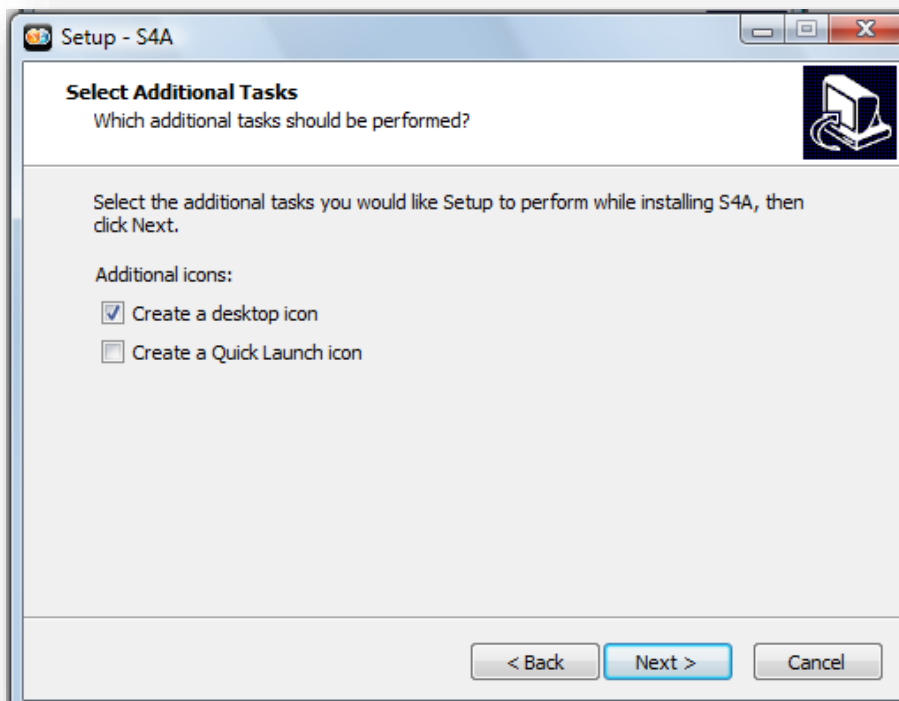 Setup - S4A
Select Additional Tasks
Which additional tasks should be performed?
Select the additional tasks you would like Setup to perform while installing S4A, then
click Next.
Additional icons:
Create a desktop icon
Create a Quick Launch icon
< Back
Next >
Cancel